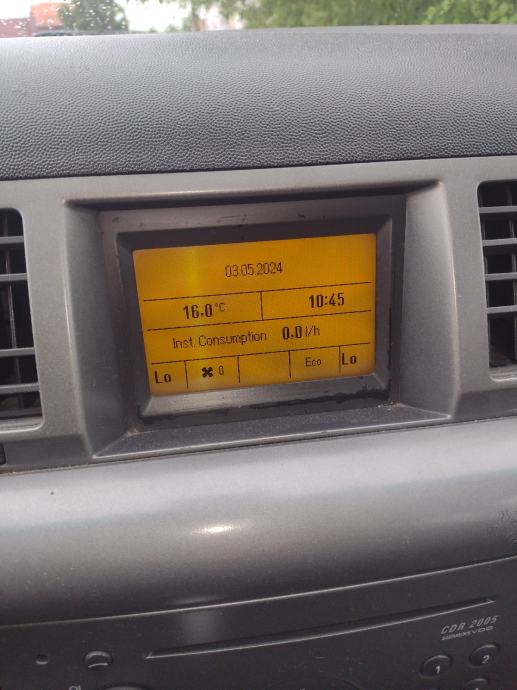 03.05.2024
16.0°C 10:45
Inst. Consumption 0.0 l/h
Lo 0 Eco Lo
CDR 2005
1 2